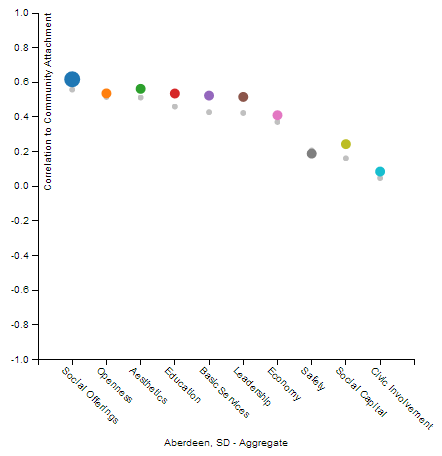 1.0
0.8
0.6
0.4
0.2
0.0
-0.2
-0.4
-0.6
-0.8
-1.0
Correlation to Community Attachment
Social Offerings
Openness
Aesthetics
Education
Basic Services
Leadership
Economy
Safely
Social Capital
Civic Involvement
Aberdeen, SD - Aggregate